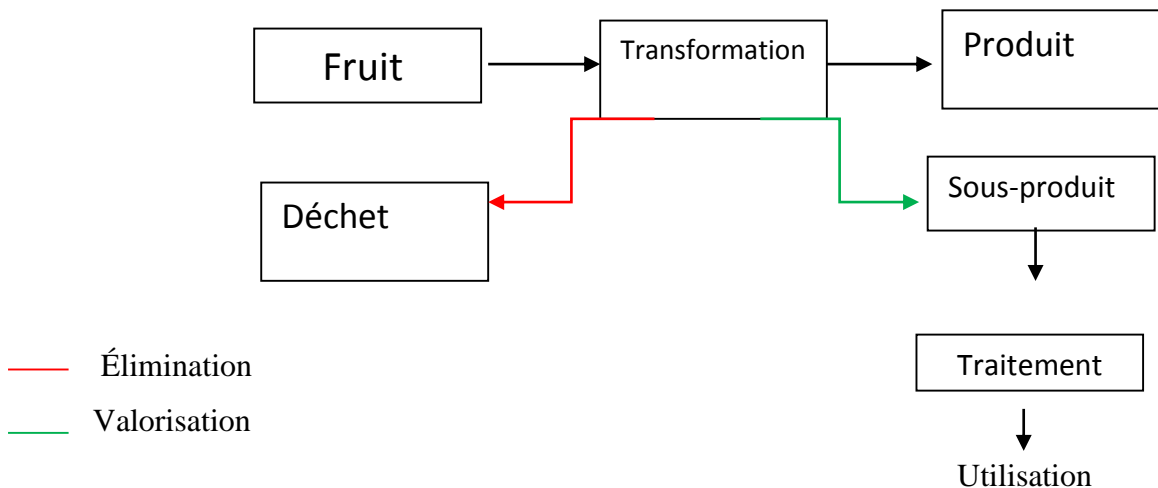 Fruit
Transformation
Produit
Déchet
Sous-produit
Traitement
Élimination
Valorisation
Utilisation